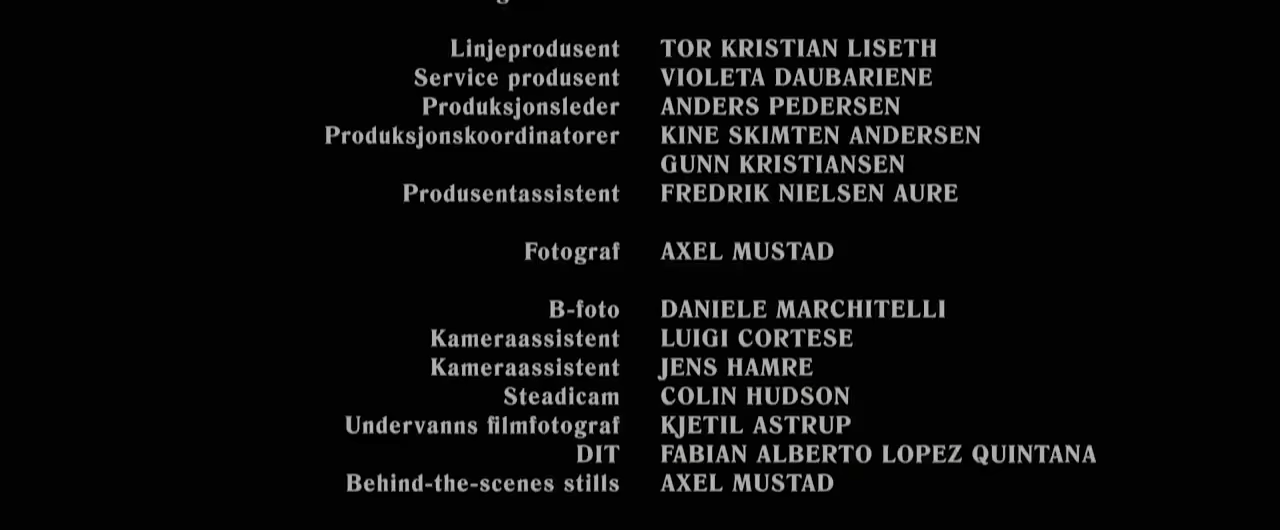 Linjeprodusent TOR KRISTIAN LISETH
Service produsent VIOLETA DAUBARIENE
Produksjonsleder ANDERS PEDERSEN
Produksjonskoordinatorer KINE SKIMTEN ANDERSEN
GUNN KRISTIANSEN
Produsentassistent FREDRIK NIELSEN AURE
Fotograf AXEL MUSTAD
B-foto DANIELE MARCHITELLI
Kameraassistent LUIGI CORTESE
Kameraassistent JENS HAMRE
Steadicam COLIN HUDSON
Undervanns filmfotograf KJETIL ASTRUP
DIT FABIAN ALBERTO LOPEZ QUINTANA
Behind-the-scenes stills AXEL MUSTAD